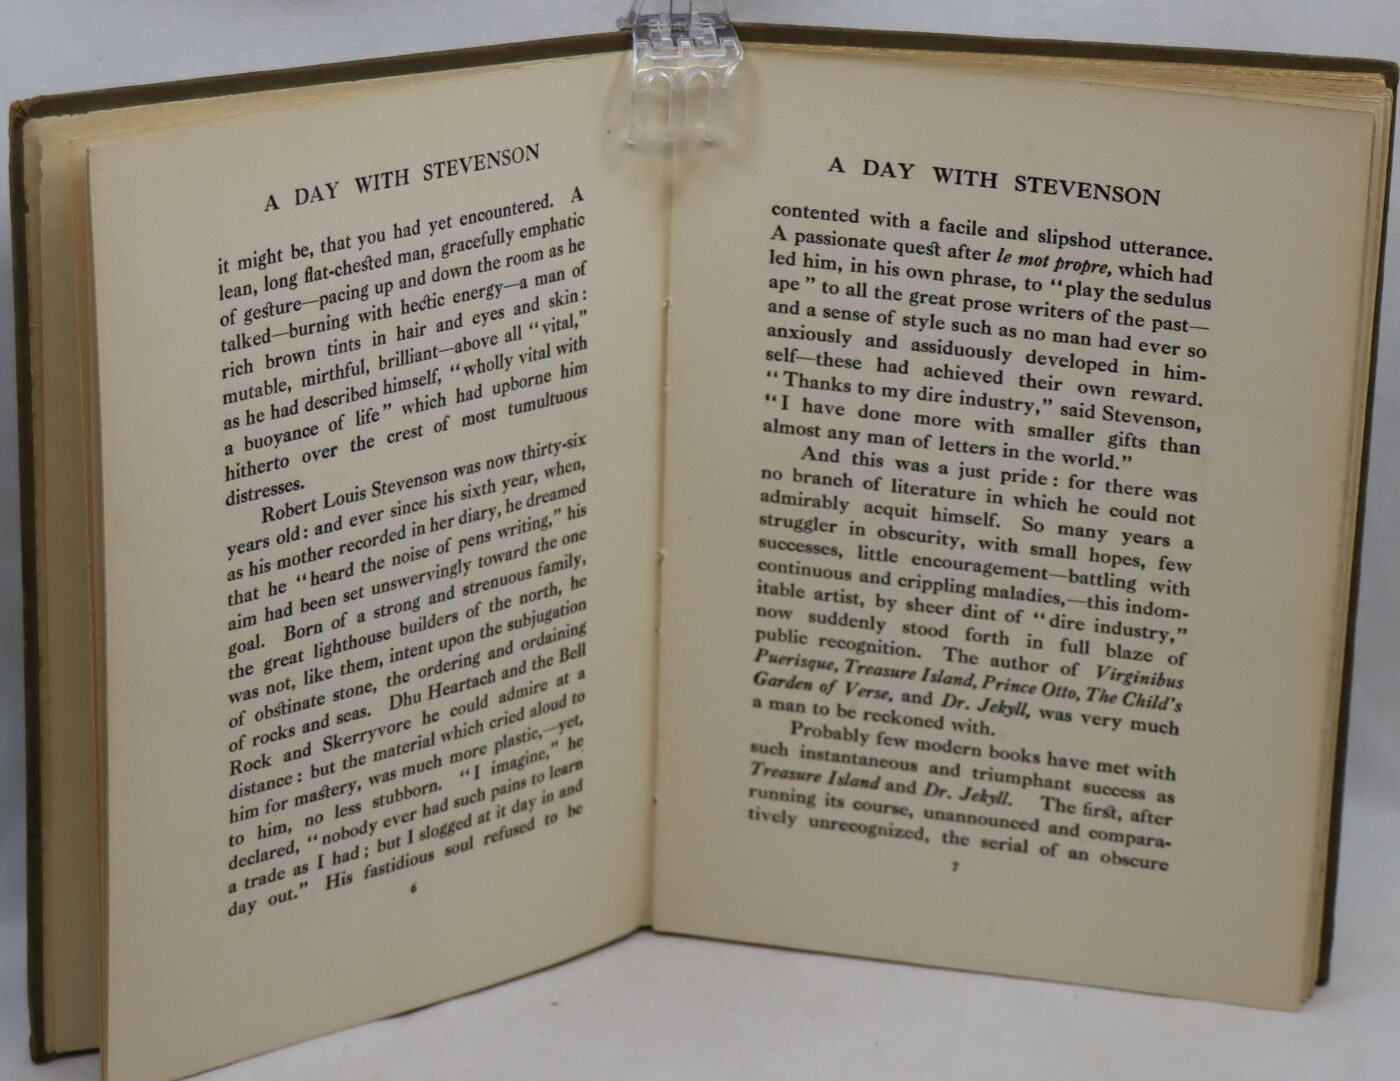 A DAY WITH STEVENSON
it might be, that you had yet encountered. A
lean, long flat-chested man, gracefully emphatic
of gesture—pacing up and down the room as he
talked—burning with hectic energy—a man of
rich brown tints in hair and eyes and skin:
mutable, mirthful, brilliant—above all "vital,"
as he had described himself, "wholly vital with
a buoyance of life" which had upborne him
hitherto over the crest of most tumultuous
distresses.
Robert Louis Stevenson was now thirty-six
years old: and ever since his sixth year, when,
as his mother recorded in her diary, he dreamed
that he "heard the noise of pens writing," his
aim had been set unswervingly toward the one
goal. Born of a strong and strenuous family,
the great lighthouse builders of the north, he
was not, like them, intent upon the subjugation
of obstinate stone, the ordering and ordaining
of rocks and seas. Dhu Heartach and the Bell
Rock and Skerryvore he could admire at a
distance: but the material which cried aloud to
him for mastery, was much more plastic,—yet,
to him, no less stubborn. "I imagine," he
declared, "nobody ever had such pains to learn
a trade as I had; but I slogged at it day in and
day out." His fastidious soul refused to be
6
A DAY WITH STEVENSON
contented with a facile and slipshod utterance.
A passionate quest after le mot propre, which had
led him, in his own phrase, to "play the sedulus
ape" to all the great prose writers of the past—
and a sense of style such as no man had ever so
anxiously and assiduously developed in him-
self—these had achieved their own reward.
"Thanks to my dire industry," said Stevenson,
"I have done more with smaller gifts than
almost any man of letters in the world."
And this was a just pride: for there was
no branch of literature in which he could not
admirably acquit himself. So many years a
struggler in obscurity, with small hopes, few
successes, little encouragement—battling with
continuous and crippling maladies,—this indom-
itable artist, by sheer dint of "dire industry,"
now suddenly stood forth in full blaze of
public recognition. The author of Virginibus
Puerisque, Treasure Island, Prince Otto, The Child's
Garden of Verse, and Dr. Jekyll, was very much
a man to be reckoned with.
Probably few modern books have met with
such instantaneous and triumphant success as
Treasure Island and Dr. Jekyll. The first, after
running its course, unannounced and compara-
tively unrecognized, the serial of an obscure
7